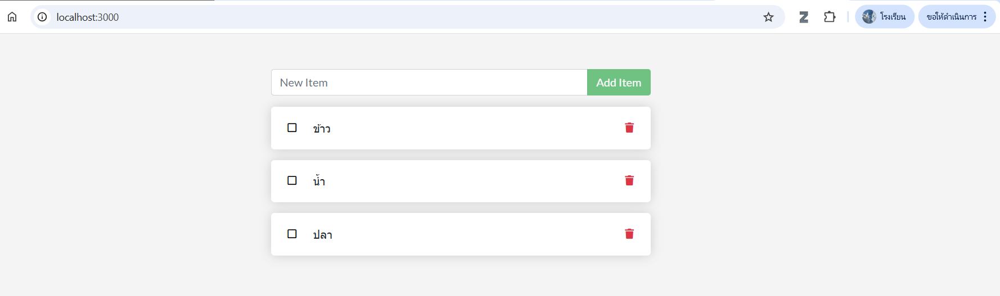 localhost:3000
โรงเรียน
ขอให้ดำเนินการ
New Item
Add Item
ข้าว
น้ำ
ปลา